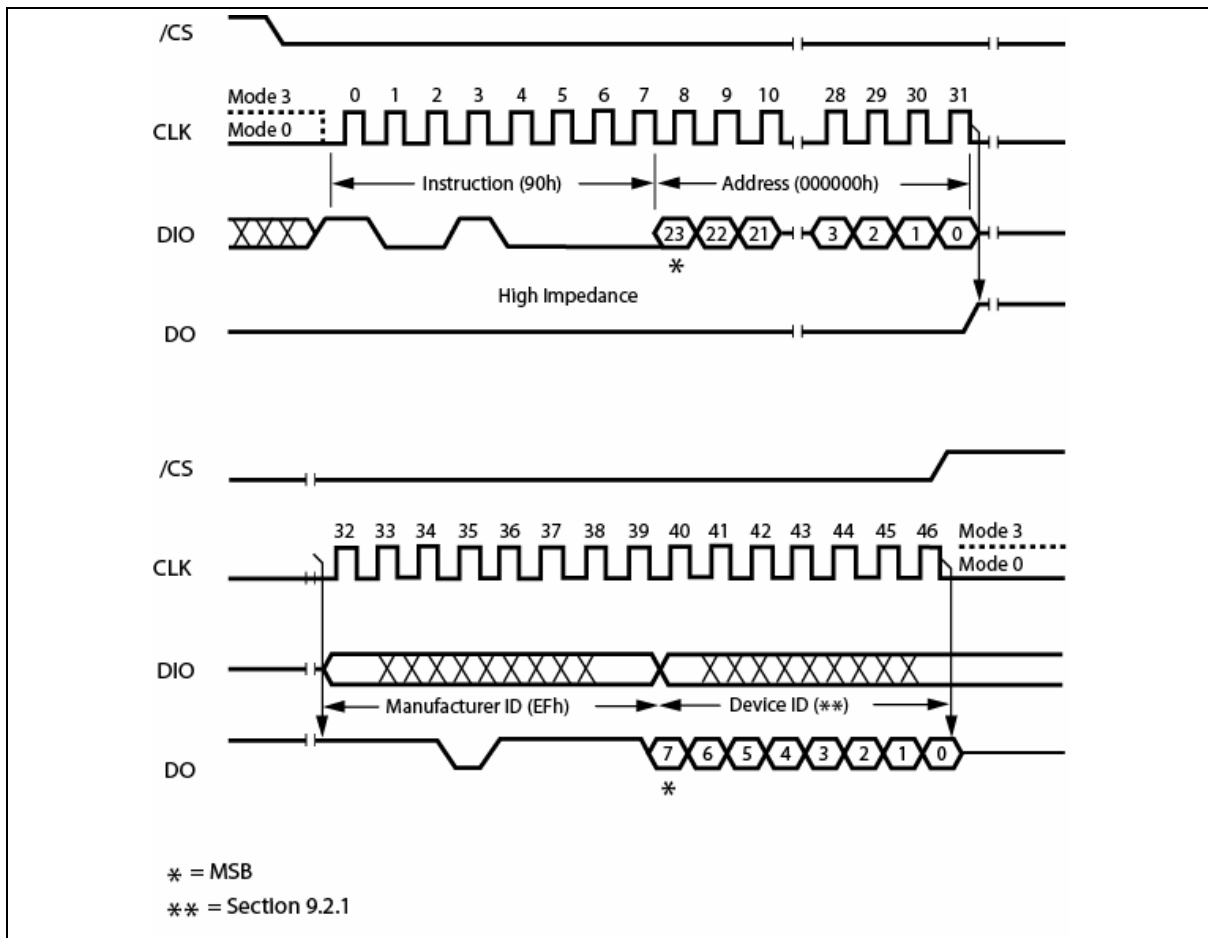 /CS
Mode 3
0 1 2 3 4 5 6 7 8 9 10 28 29 30 31
CLK
Mode 0
Instruction (90h)
Address (000000h)
DIO
23 22 21 3 2 1 0
*
High Impedance
DO
/CS
32 33 34 35 36 37 38 39 40 41 42 43 44 45 46
Mode 3
CLK
Mode 0
DIO
Manufacturer ID (EFh)
Device ID (**)
DO
7 6 5 4 3 2 1 0
*
* = MSB
** = Section 9.2.1